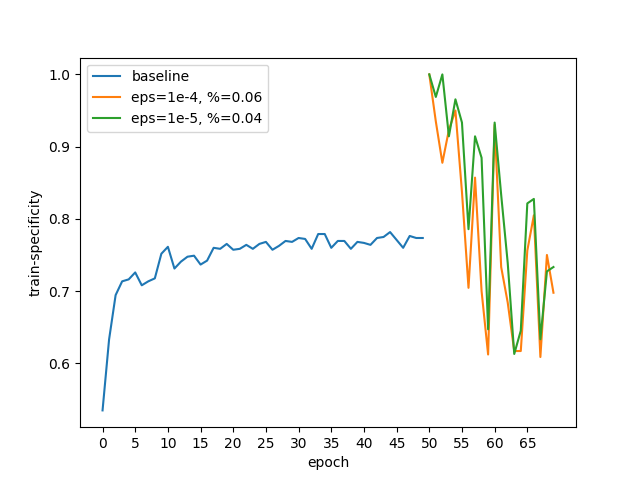 baseline
eps=1e-4, %=0.06
eps=1e-5, %=0.04
1.0
0.9
0.8
0.7
0.6
train-specificity
0 5 10 15 20 25 30 35 40 45 50 55 60 65
epoch